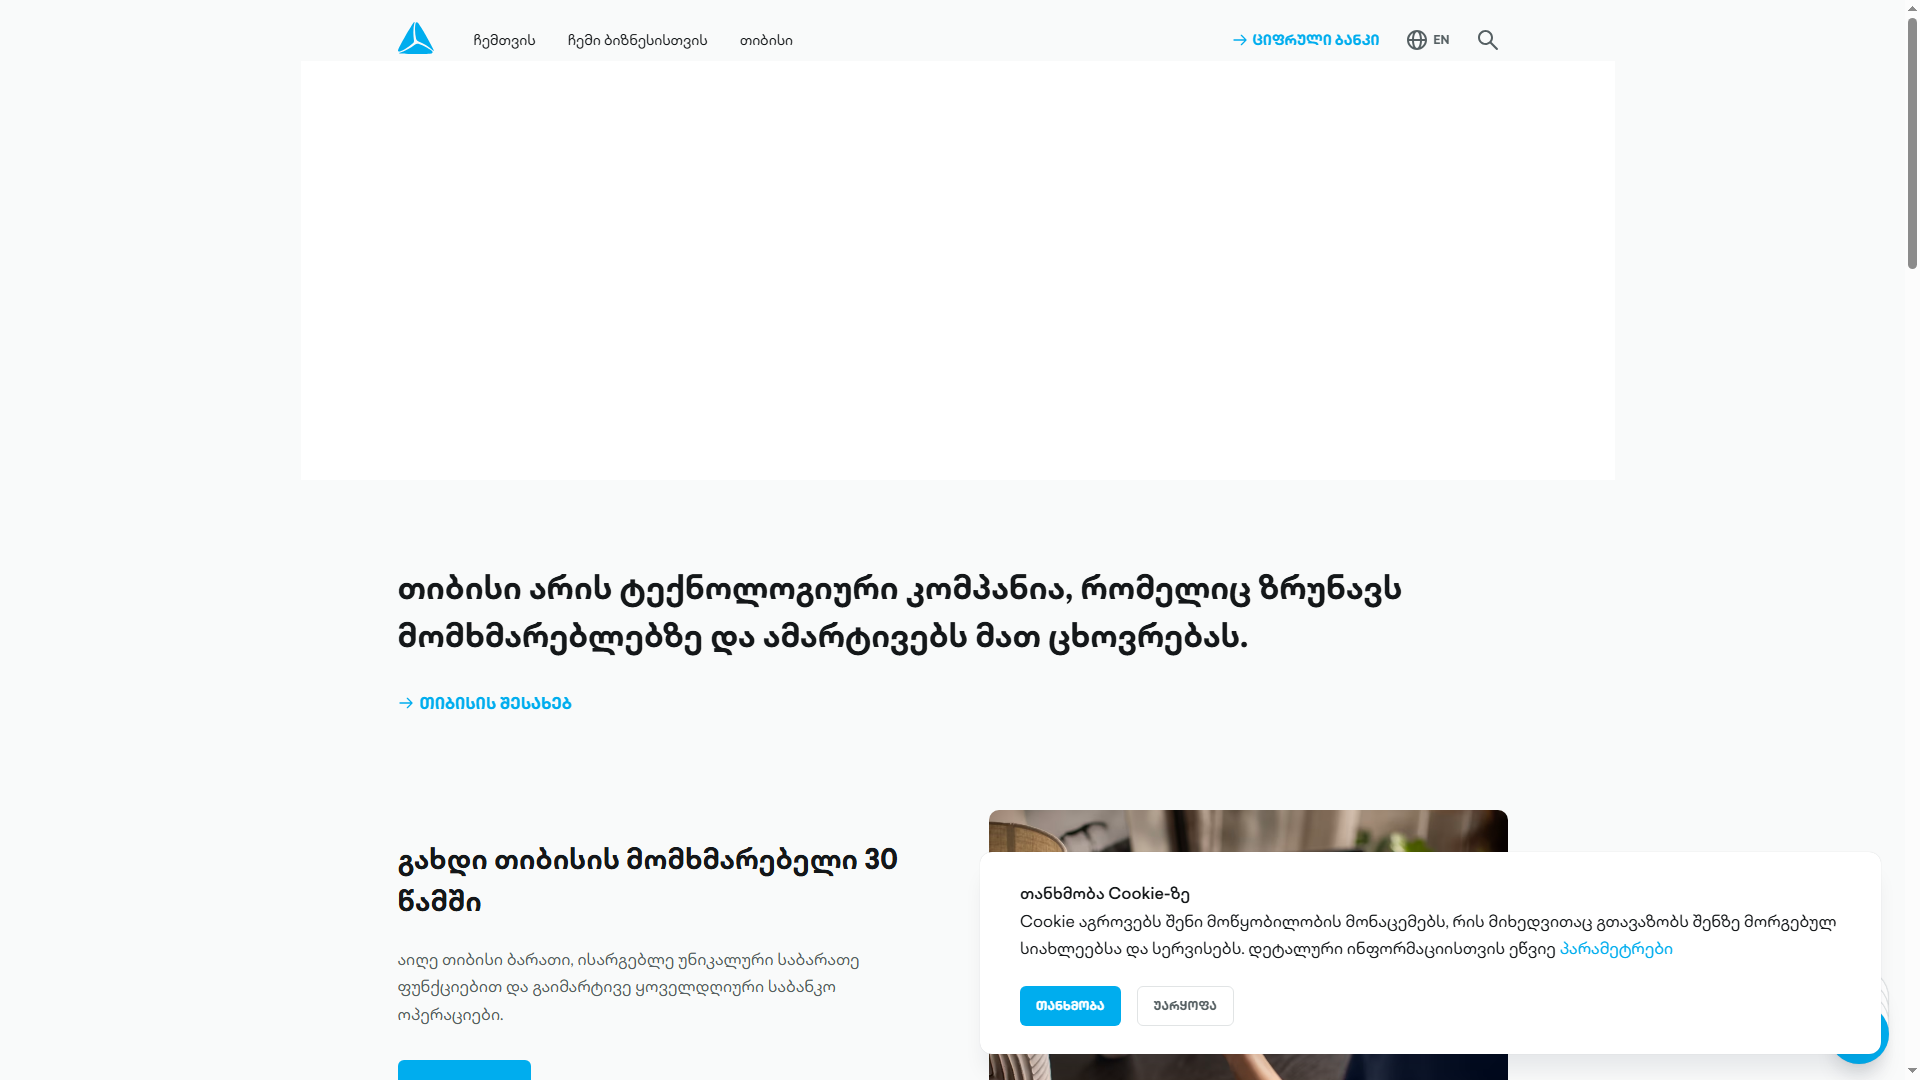 ჩემთვის
ჩემი ბიზნესისთვის
თიბისი
ციფრული ბანკი
EN
თიბისი არის ტექნოლოგიური კომპანია, რომელიც ზრუნავს
მომხმარებლებზე და ამარტივებს მათ ცხოვრებას.
თიბისის შესახებ
გახდი თიბისის მომხმარებელი 30
წამში
აიღე თიბისი ბარათი, ისარგებლე უნიკალური საბარათე
ფუნქციებით და გაიმარტივე ყოველდღიური საბანკო
ოპერაციები.
თანხმობა Cookie-ზე
Cookie აგროვებს შენი მოწყობილობის მონაცემებს, რის მიხედვითაც გთავაზობს შენზე მორგებულ
სიახლეებსა და სერვისებს. დეტალური ინფორმაციისთვის ეწვიე პარამეტრები
თანხმობა
უარყოფა